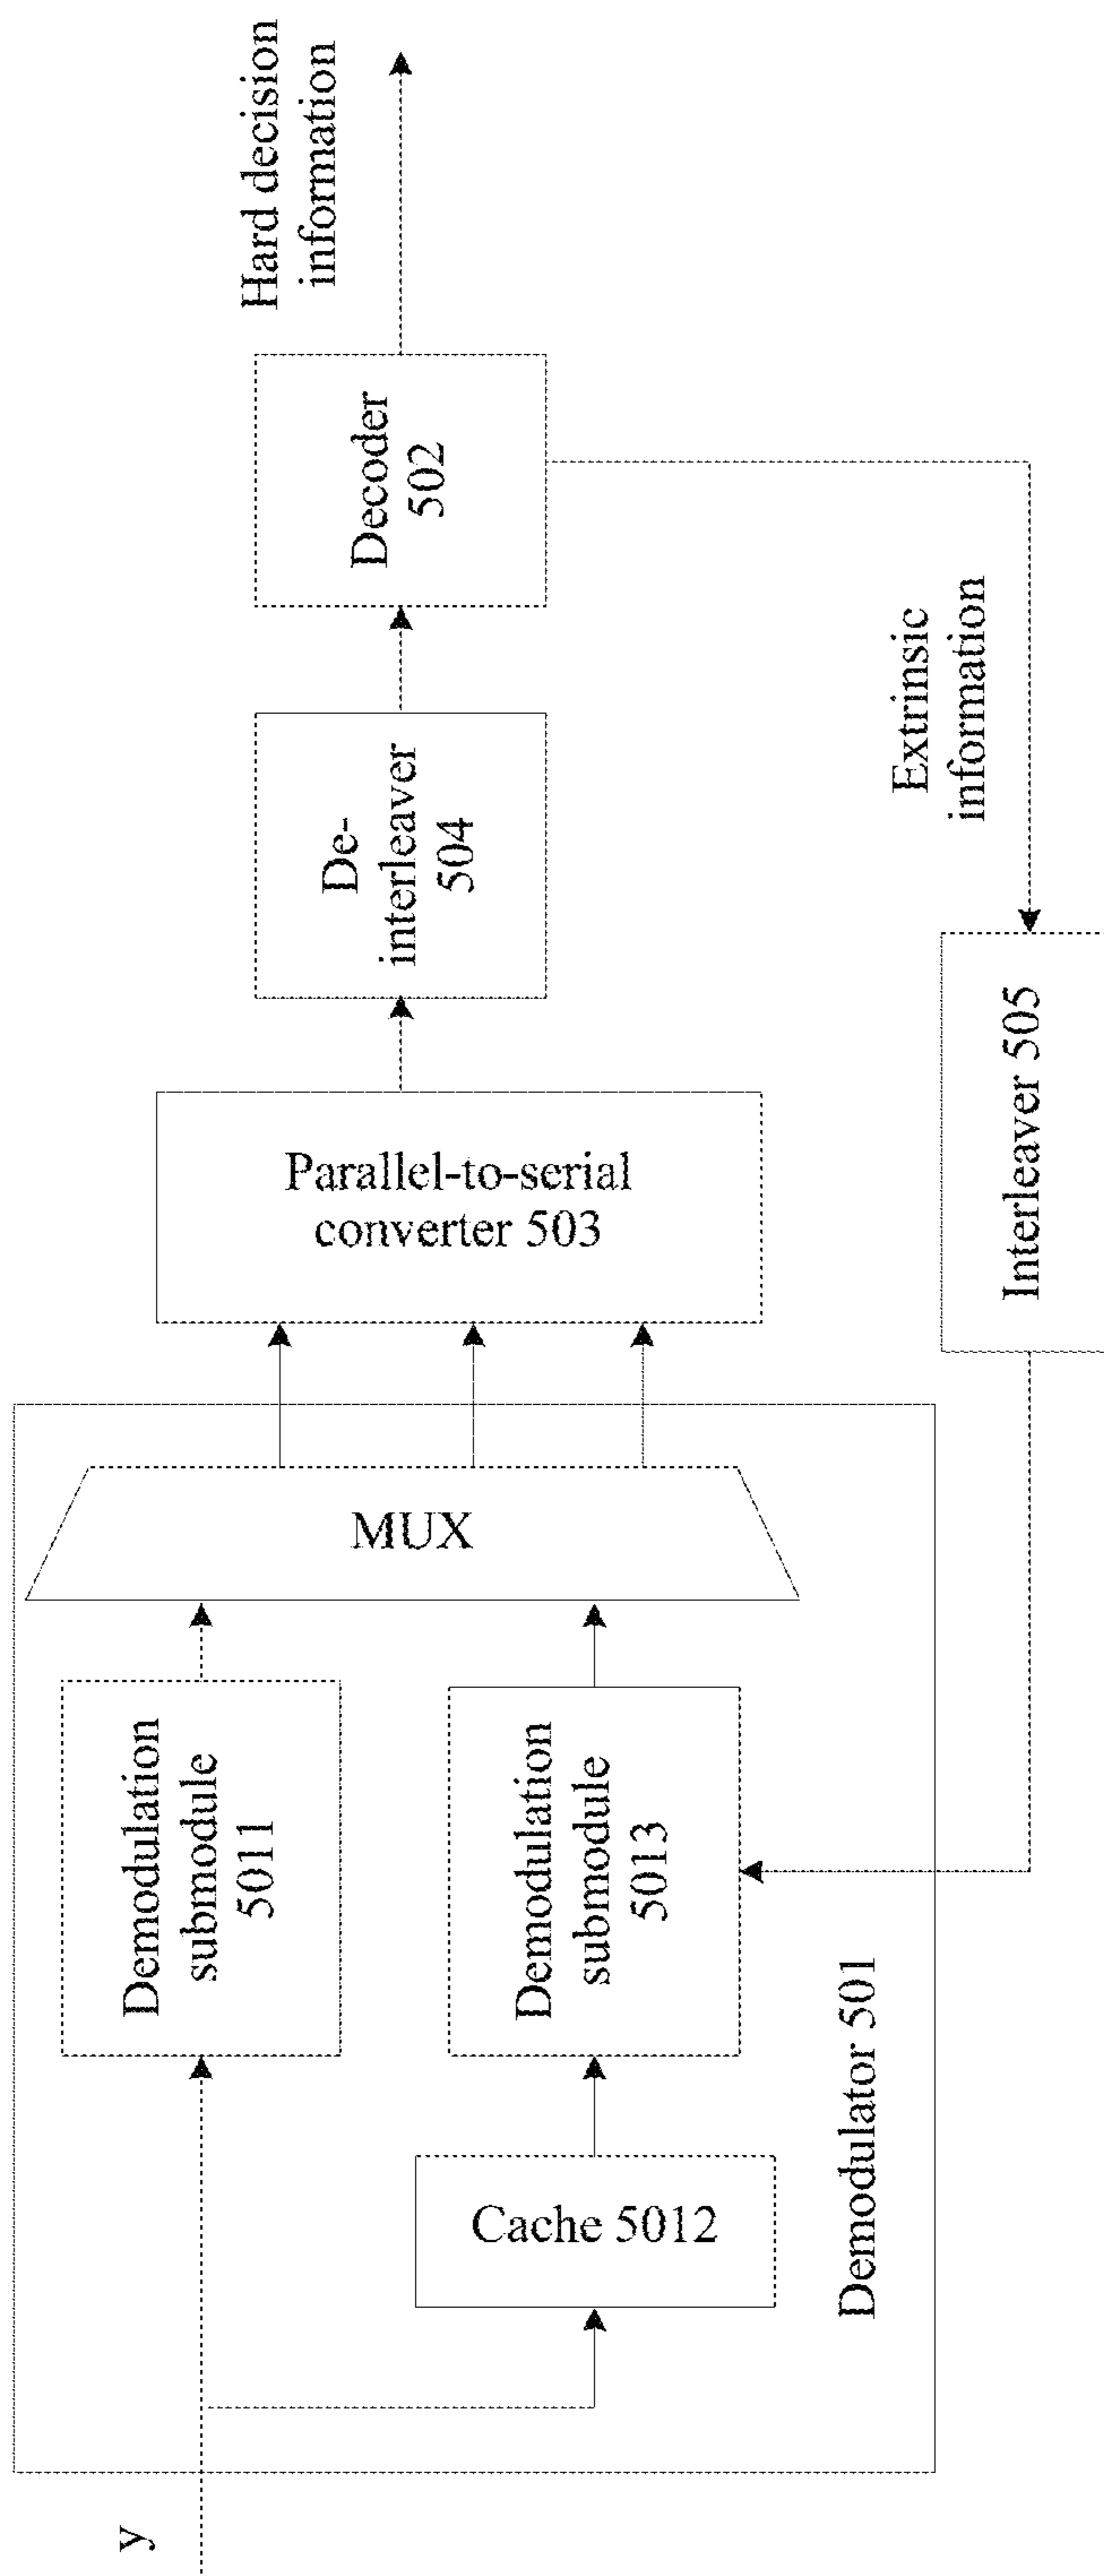 y
Demodulation
submodule
5011
Cache 5012
Demodulation
submodule
5013
Demodulator 501
MUX
Parallel-to-serial
converter 503
De-
interleaver
504
Decoder
502
Hard decision
information
Extrinsic
information
Interleaver 505